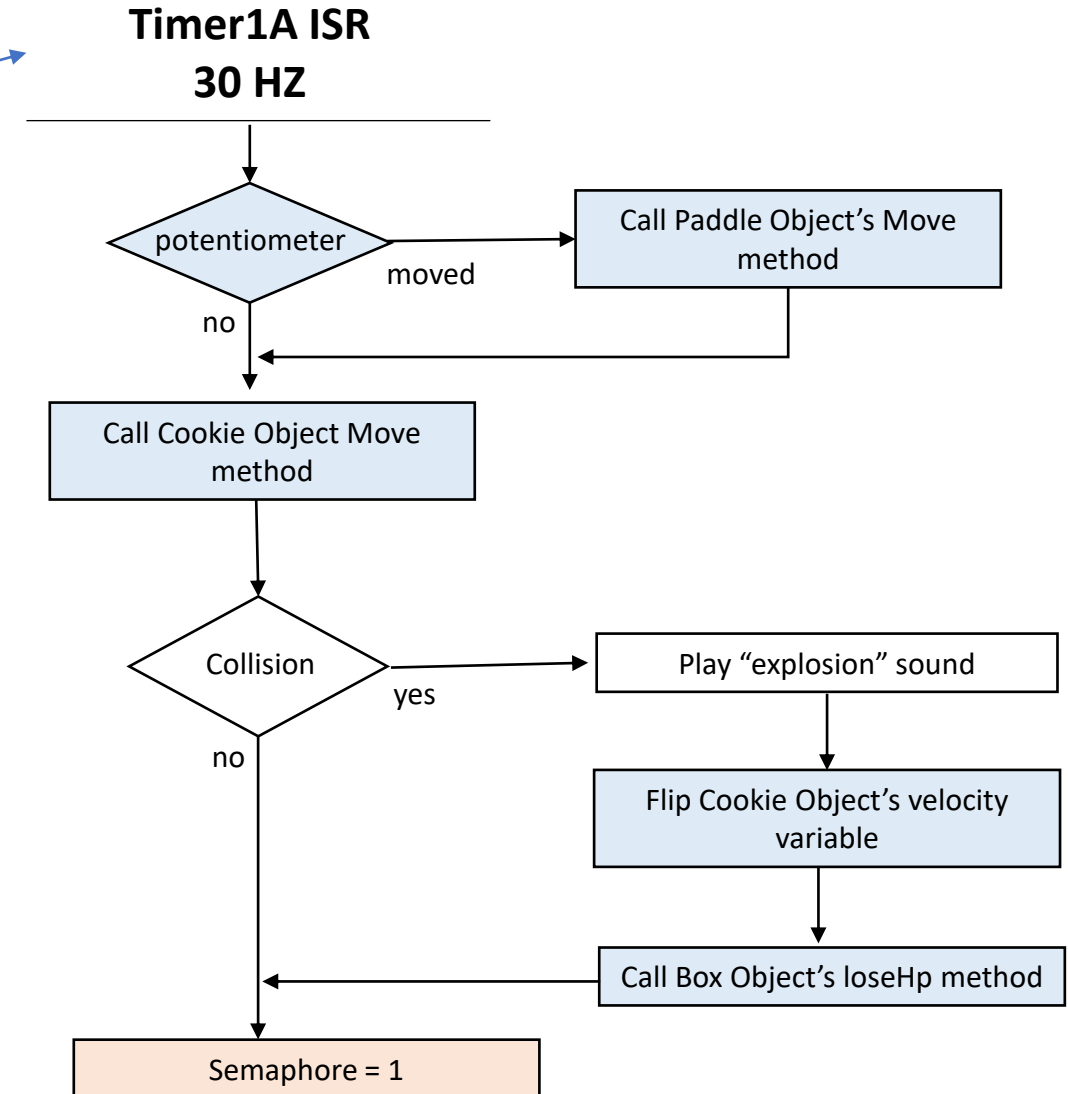 Timer1A ISR
30 HZ
potentiometer
moved
Call Paddle Object’s Move
method
no
Call Cookie Object Move
method
Collision
yes
Play “explosion” sound
no
Flip Cookie Object’s velocity
variable
Call Box Object’s loseHp method
Semaphore = 1